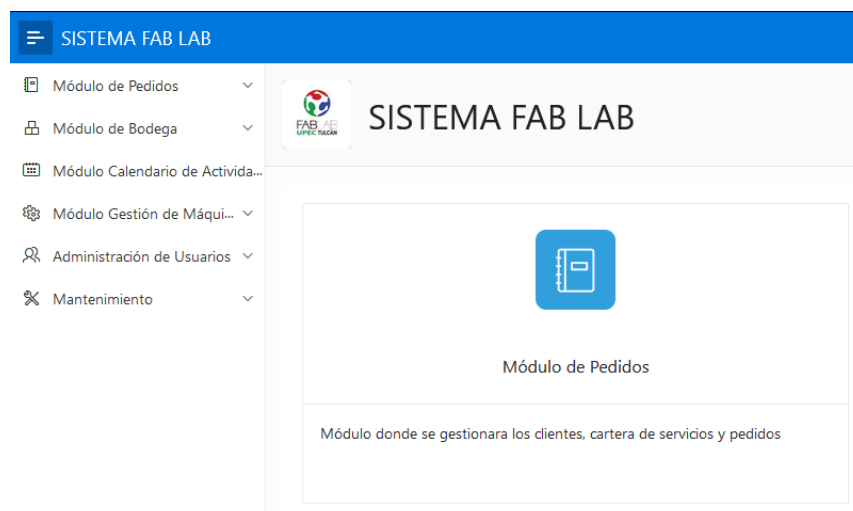 SISTEMA FAB LAB
Módulo de Pedidos
Módulo de Bodega
Módulo Calendario de Activida...
Módulo Gestión de Máqui...
Administración de Usuarios
Mantenimiento
FAB LAB
UPEC TULCÁN
SISTEMA FAB LAB
Módulo de Pedidos
Módulo donde se gestionara los clientes, cartera de servicios y pedidos